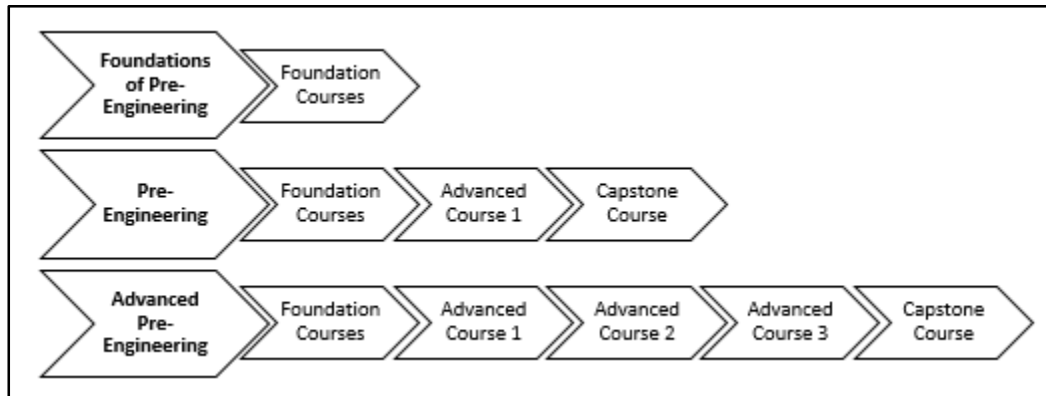 Foundations
of Pre-
Engineering
Foundation
Courses
Pre-
Engineering
Foundation
Courses
Advanced
Course 1
Capstone
Course
Advanced
Pre-
Engineering
Foundation
Courses
Advanced
Course 1
Advanced
Course 2
Advanced
Course 3
Capstone
Course